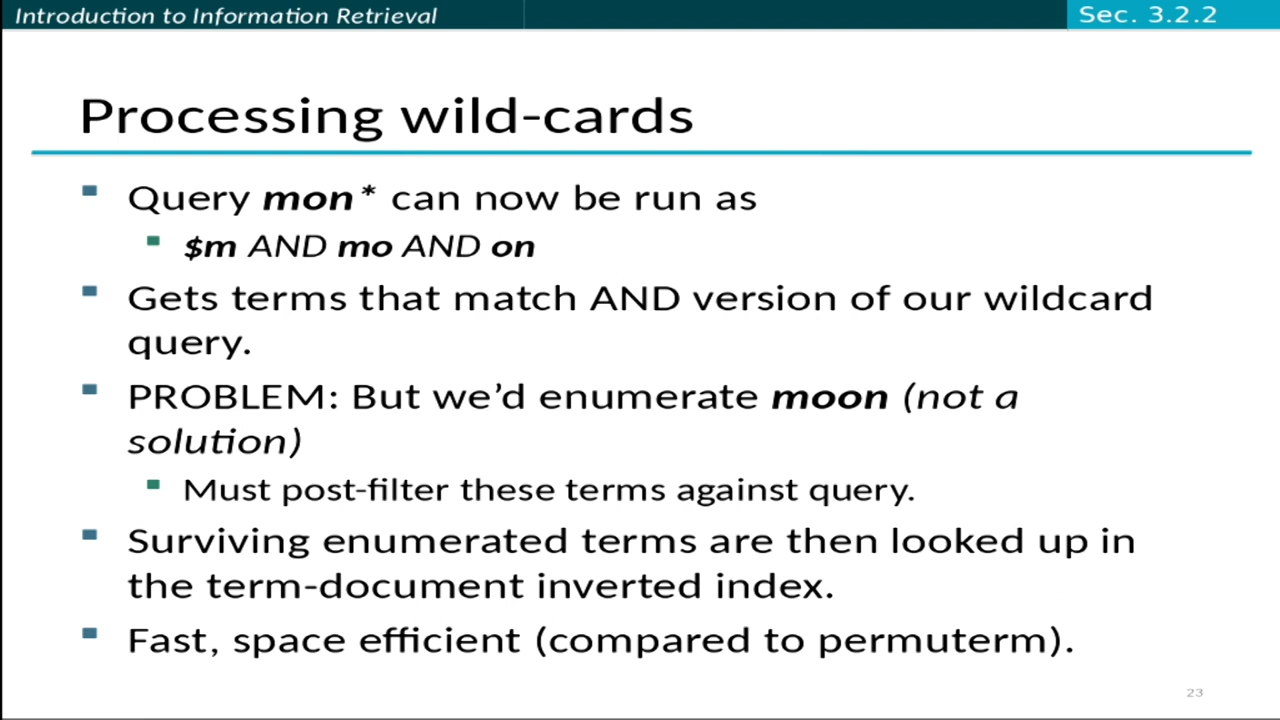 Introduction to Information Retrieval
Sec. 3.2.2
Processing wild-cards
Query mon* can now be run as
$m AND mo AND on
Gets terms that match AND version of our wildcard
query.
PROBLEM: But we’d enumerate moon (not a
solution)
Must post-filter these terms against query.
Surviving enumerated terms are then looked up in
the term-document inverted index.
Fast, space efficient (compared to permuterm).
23